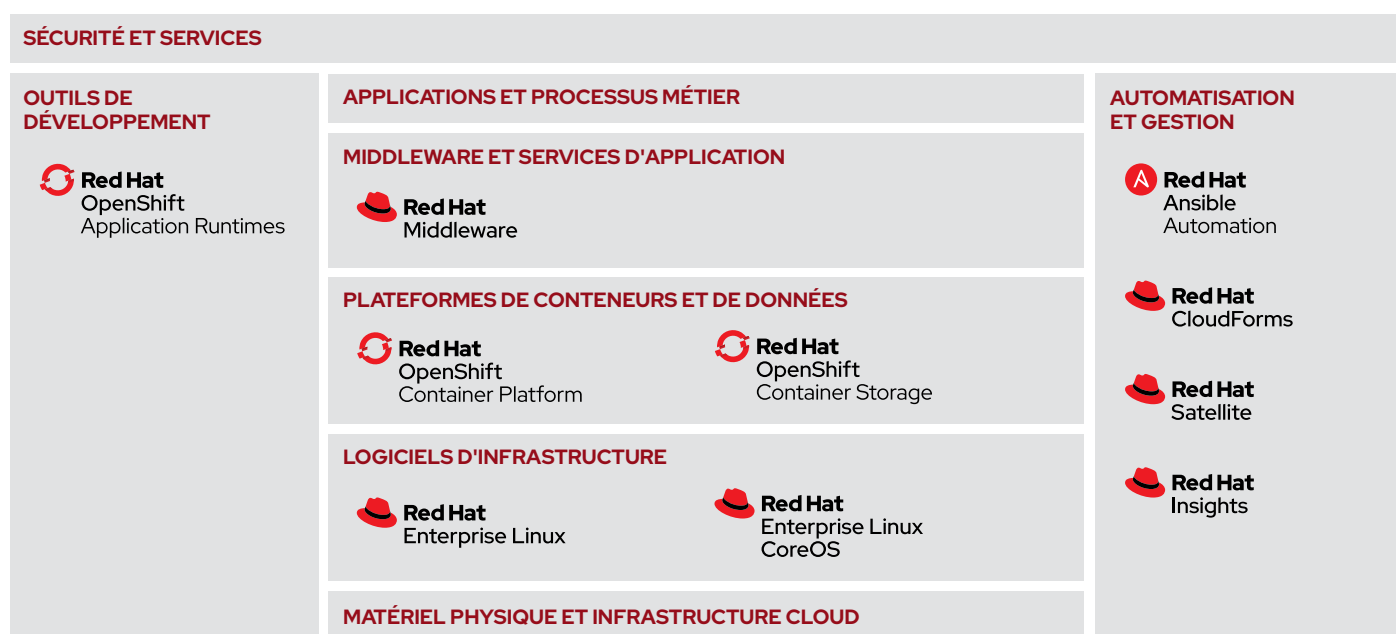 SÉCURITÉ ET SERVICES
OUTILS DE
DÉVELOPPEMENT
Red Hat
OpenShift
Application Runtimes
APPLICATIONS ET PROCESSUS MÉTIER
MIDDLEWARE ET SERVICES D'APPLICATION
Red Hat
Middleware
PLATEFORMES DE CONTENEURS ET DE DONNÉES
Red Hat
OpenShift
Container Platform
Red Hat
OpenShift
Container Storage
LOGICIELS D'INFRASTRUCTURE
Red Hat
Enterprise Linux
Red Hat
Enterprise Linux
CoreOS
MATÉRIEL PHYSIQUE ET INFRASTRUCTURE CLOUD
AUTOMATISATION
ET GESTION
Red Hat
Ansible
Automation
Red Hat
CloudForms
Red Hat
Satellite
Red Hat
Insights